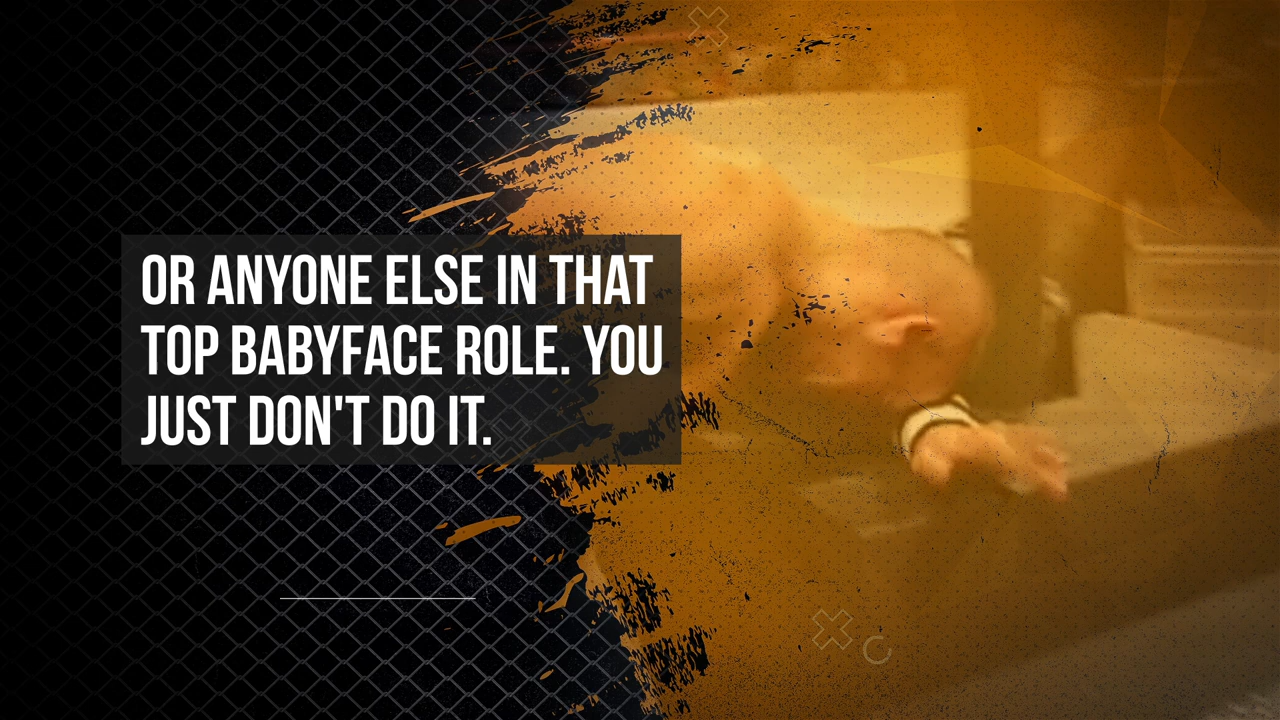 OR ANYONE ELSE IN THAT
TOP BABYFACE ROLE. YOU
JUST DON'T DO IT.